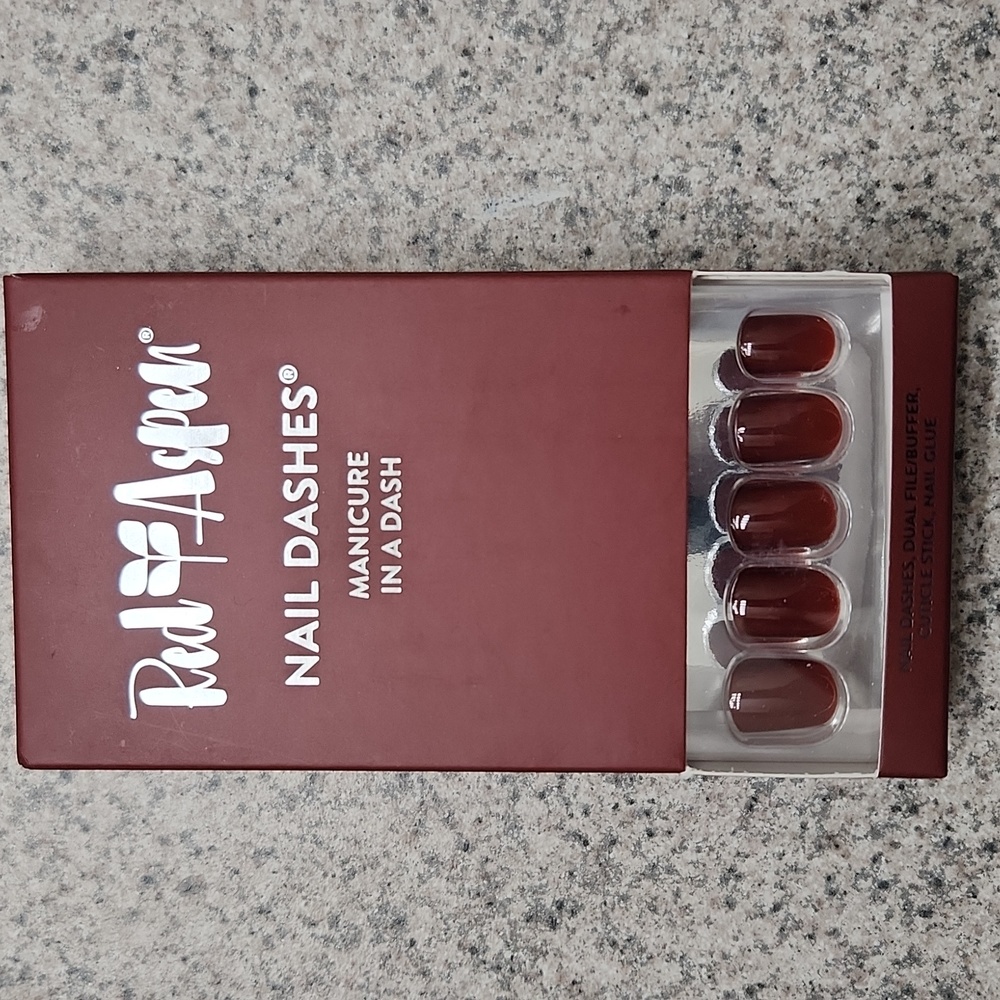 Red Aspen®
NAIL DASHES®
MANICURE
IN A DASH
NAIL DASHES, DUAL FILE/BUFFER,
CUTICLE STICK, NAIL GLUE